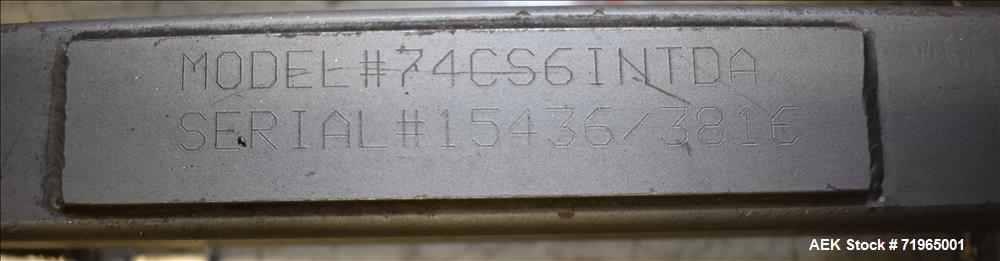 MODEL#74CS6INTDA
SERIAL#15436/3816
AEK Stock # 71965001